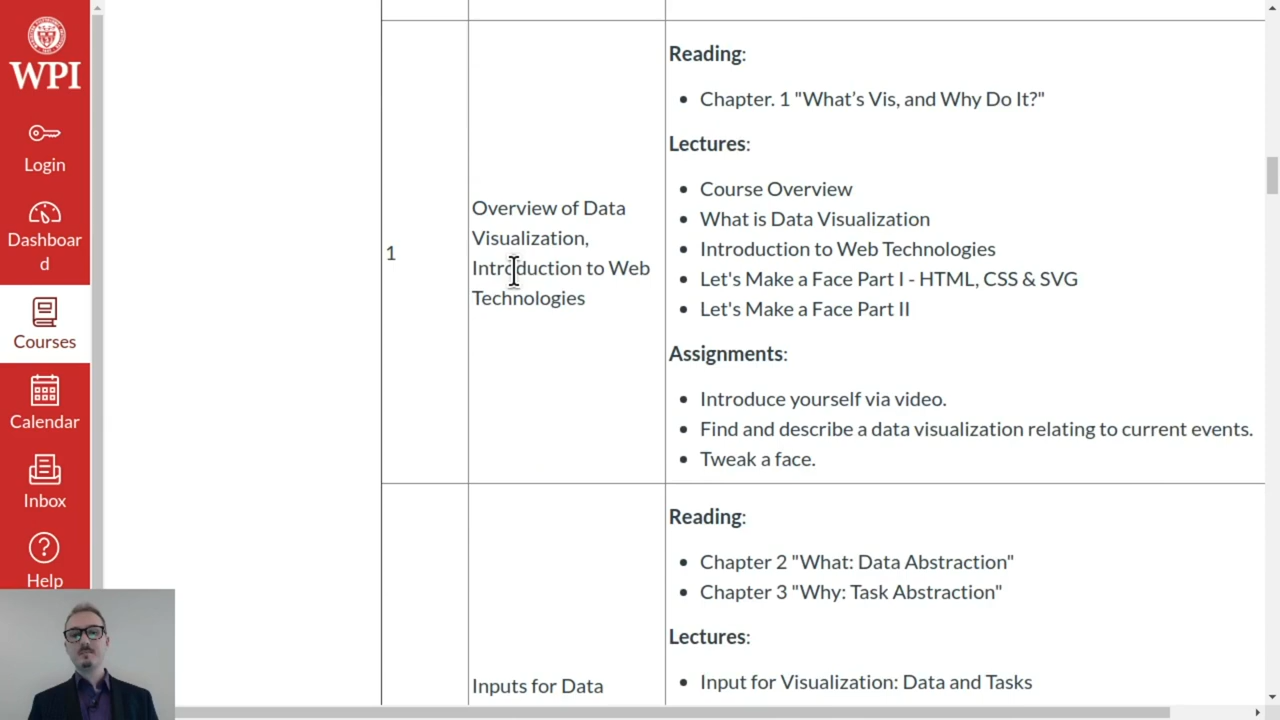 WPI
Login
Dashboar
d
Courses
Calendar
Inbox
Help
1
Overview of Data
Visualization,
Introduction to Web
Technologies
Reading:
Chapter. 1 "What's Vis, and Why Do It?"
Lectures:
Course Overview
What is Data Visualization
Introduction to Web Technologies
Let's Make a Face Part I - HTML, CSS & SVG
Let's Make a Face Part II
Assignments:
Introduce yourself via video.
Find and describe a data visualization relating to current events.
Tweak a face.
Inputs for Data
Reading:
Chapter 2 "What: Data Abstraction"
Chapter 3 "Why: Task Abstraction"
Lectures:
Input for Visualization: Data and Tasks